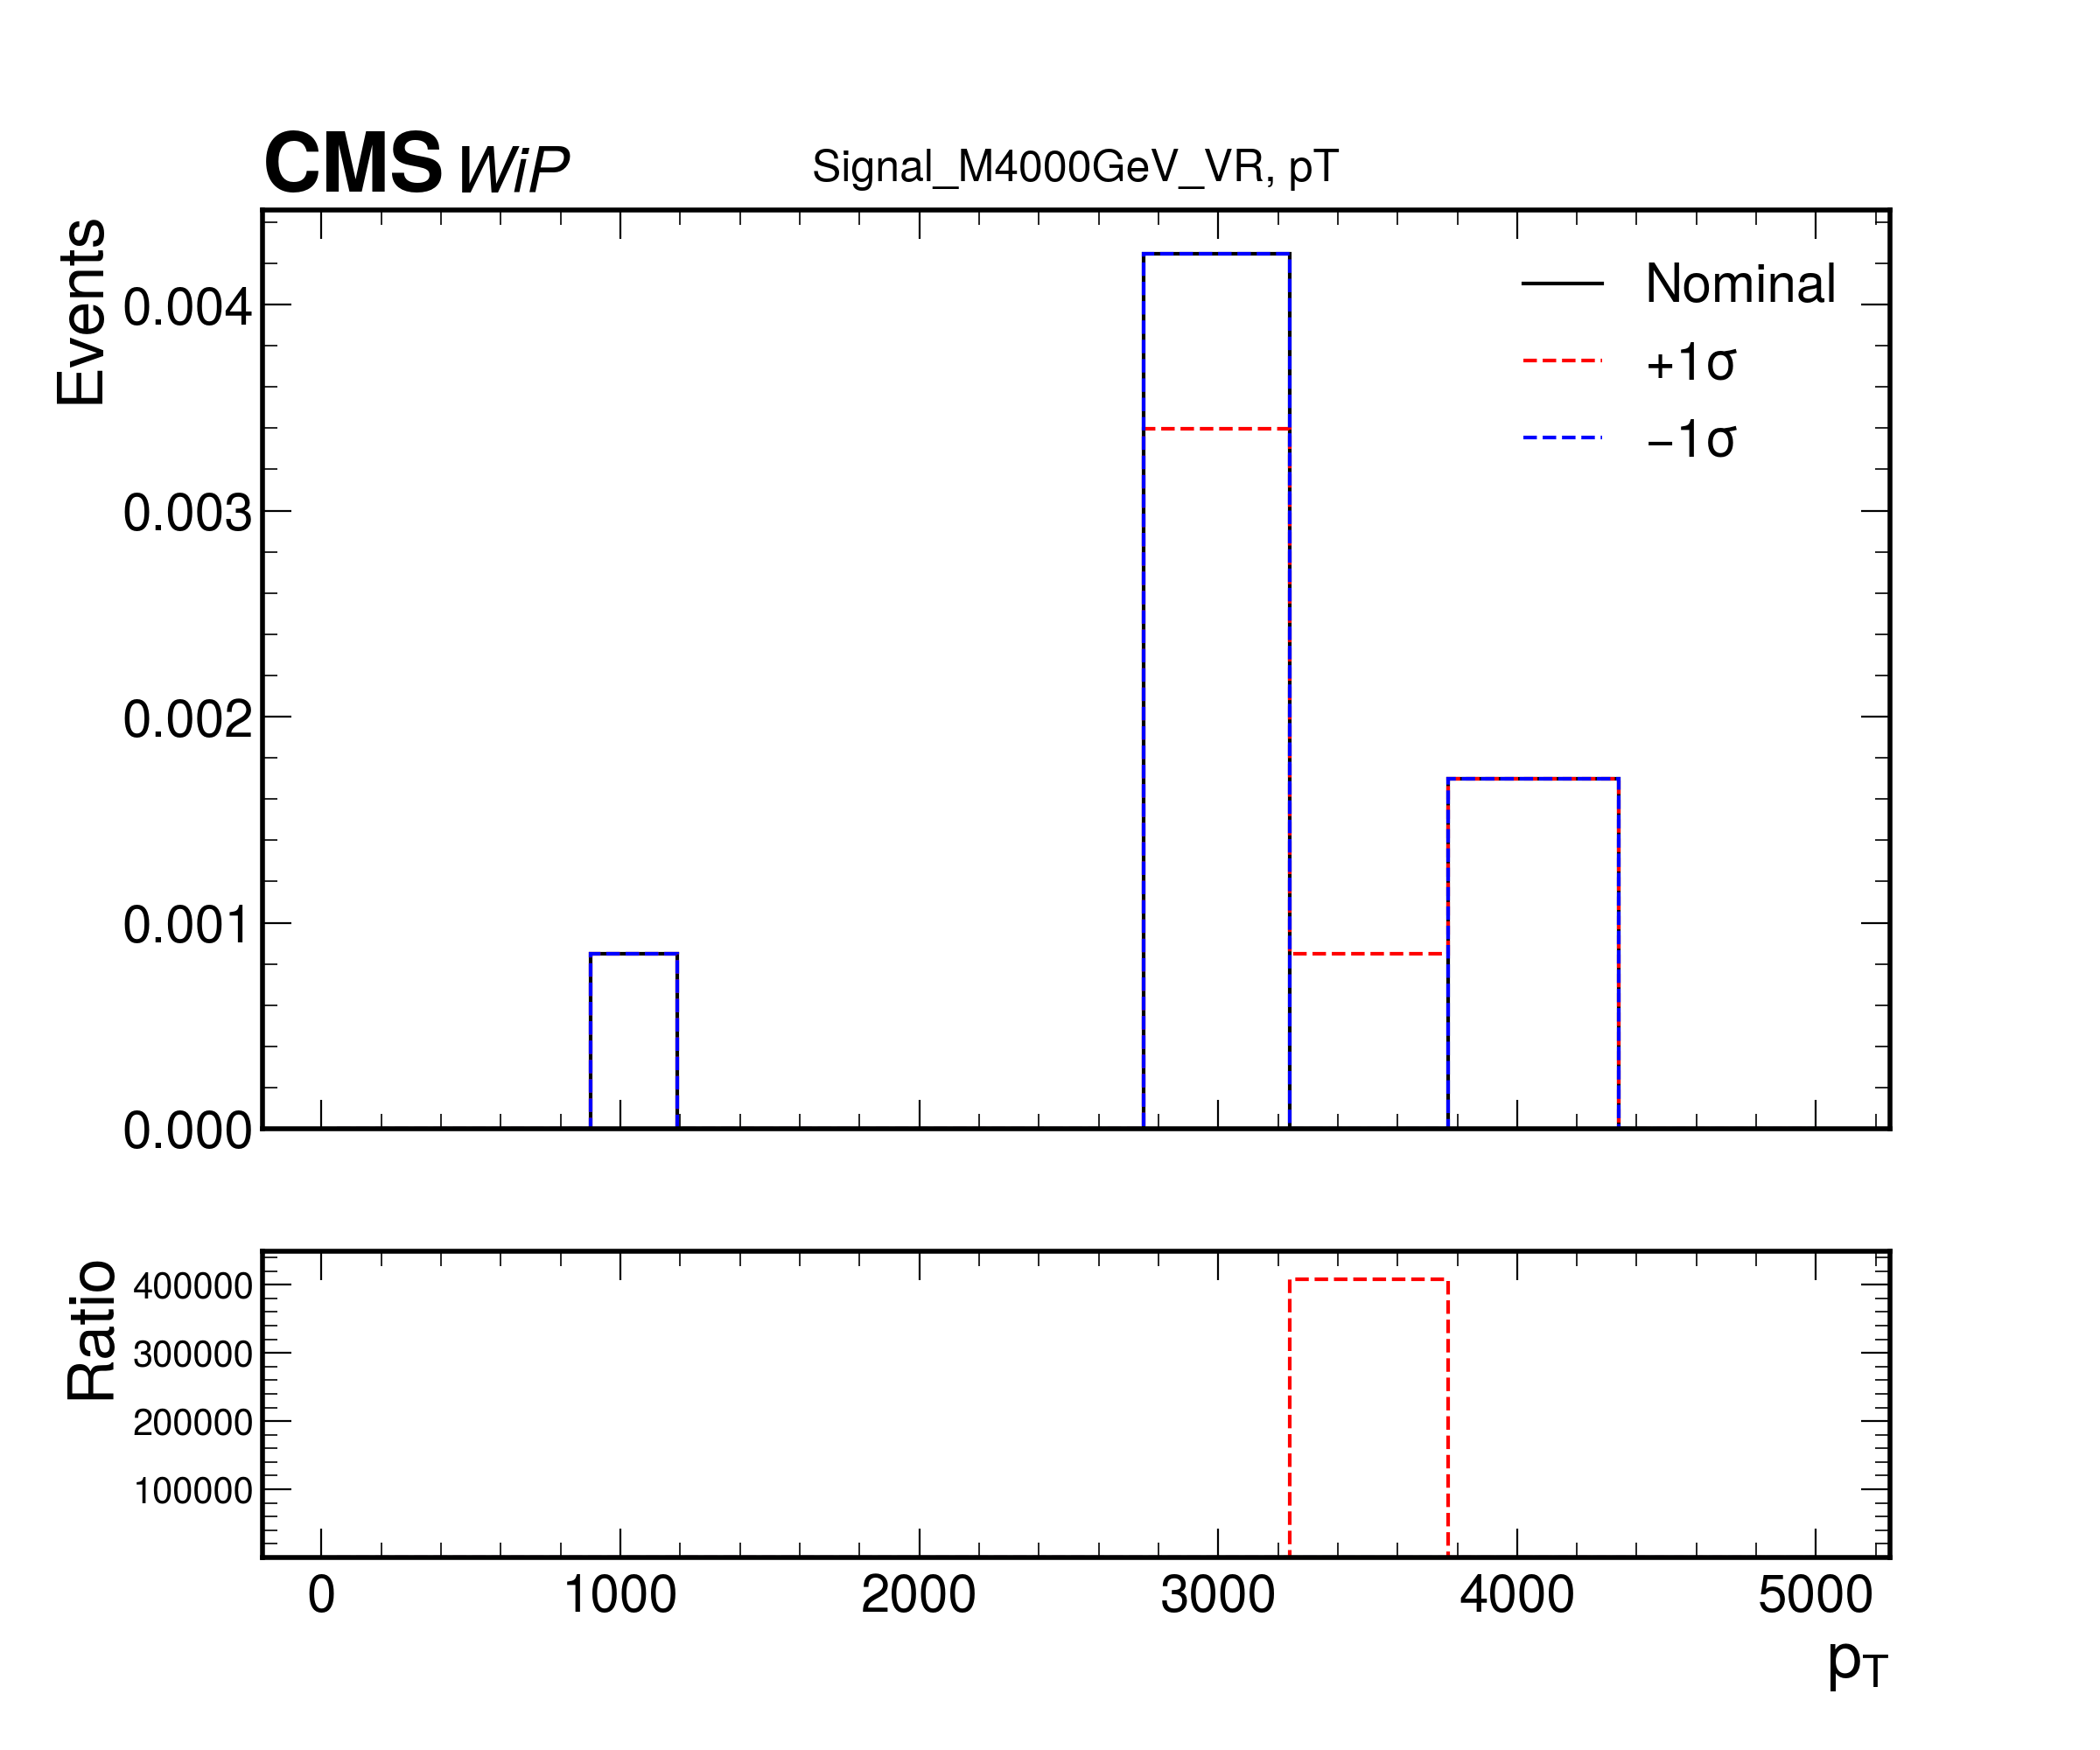 CMS WiP Signal_M4000GeV_VR, pT
Events
0.004
0.003
0.002
0.001
0.000
Nominal
+1σ
−1σ
Ratio
400000
300000
200000
100000
0 1000 2000 3000 4000 5000
pT